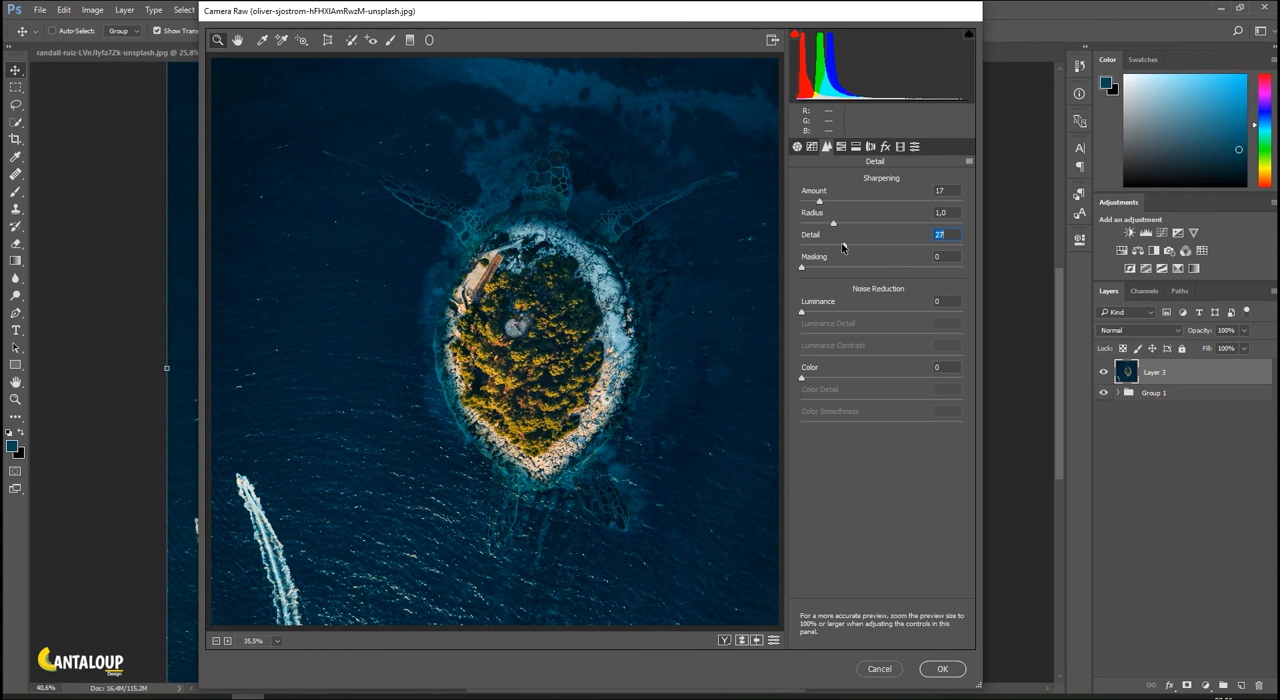 Ps File Edit Image Layer Type Select
Camera Raw (oliver-sjostrom-hFHXIAmRwzM-unsplash.jpg)
Auto-Select: Group Show Trans
randall-ruiz-LVnJlyfa7Zk-unsplash.jpg @ 25,8%
R: ---
G: ---
B: ---
Detail
Sharpening
Amount 17
Radius 1,0
Detail 27
Masking 0
Noise Reduction
Luminance 0
Luminance Detail
Luminance Contrast
Color 0
Color Detail
Color Smoothness
For a more accurate preview, zoom the preview size to
100% or larger when adjusting the controls in this
panel.
35,5%
Y
Cancel OK
Color Swatches
Adjustments
Add an adjustment
Layers Channels Paths
Kind
Normal Opacity: 100%
Lock: Fill: 100%
Layer 3
Group 1
fx
CANTALOUP
Design
40,6% Doc: 16,4M/115,2M